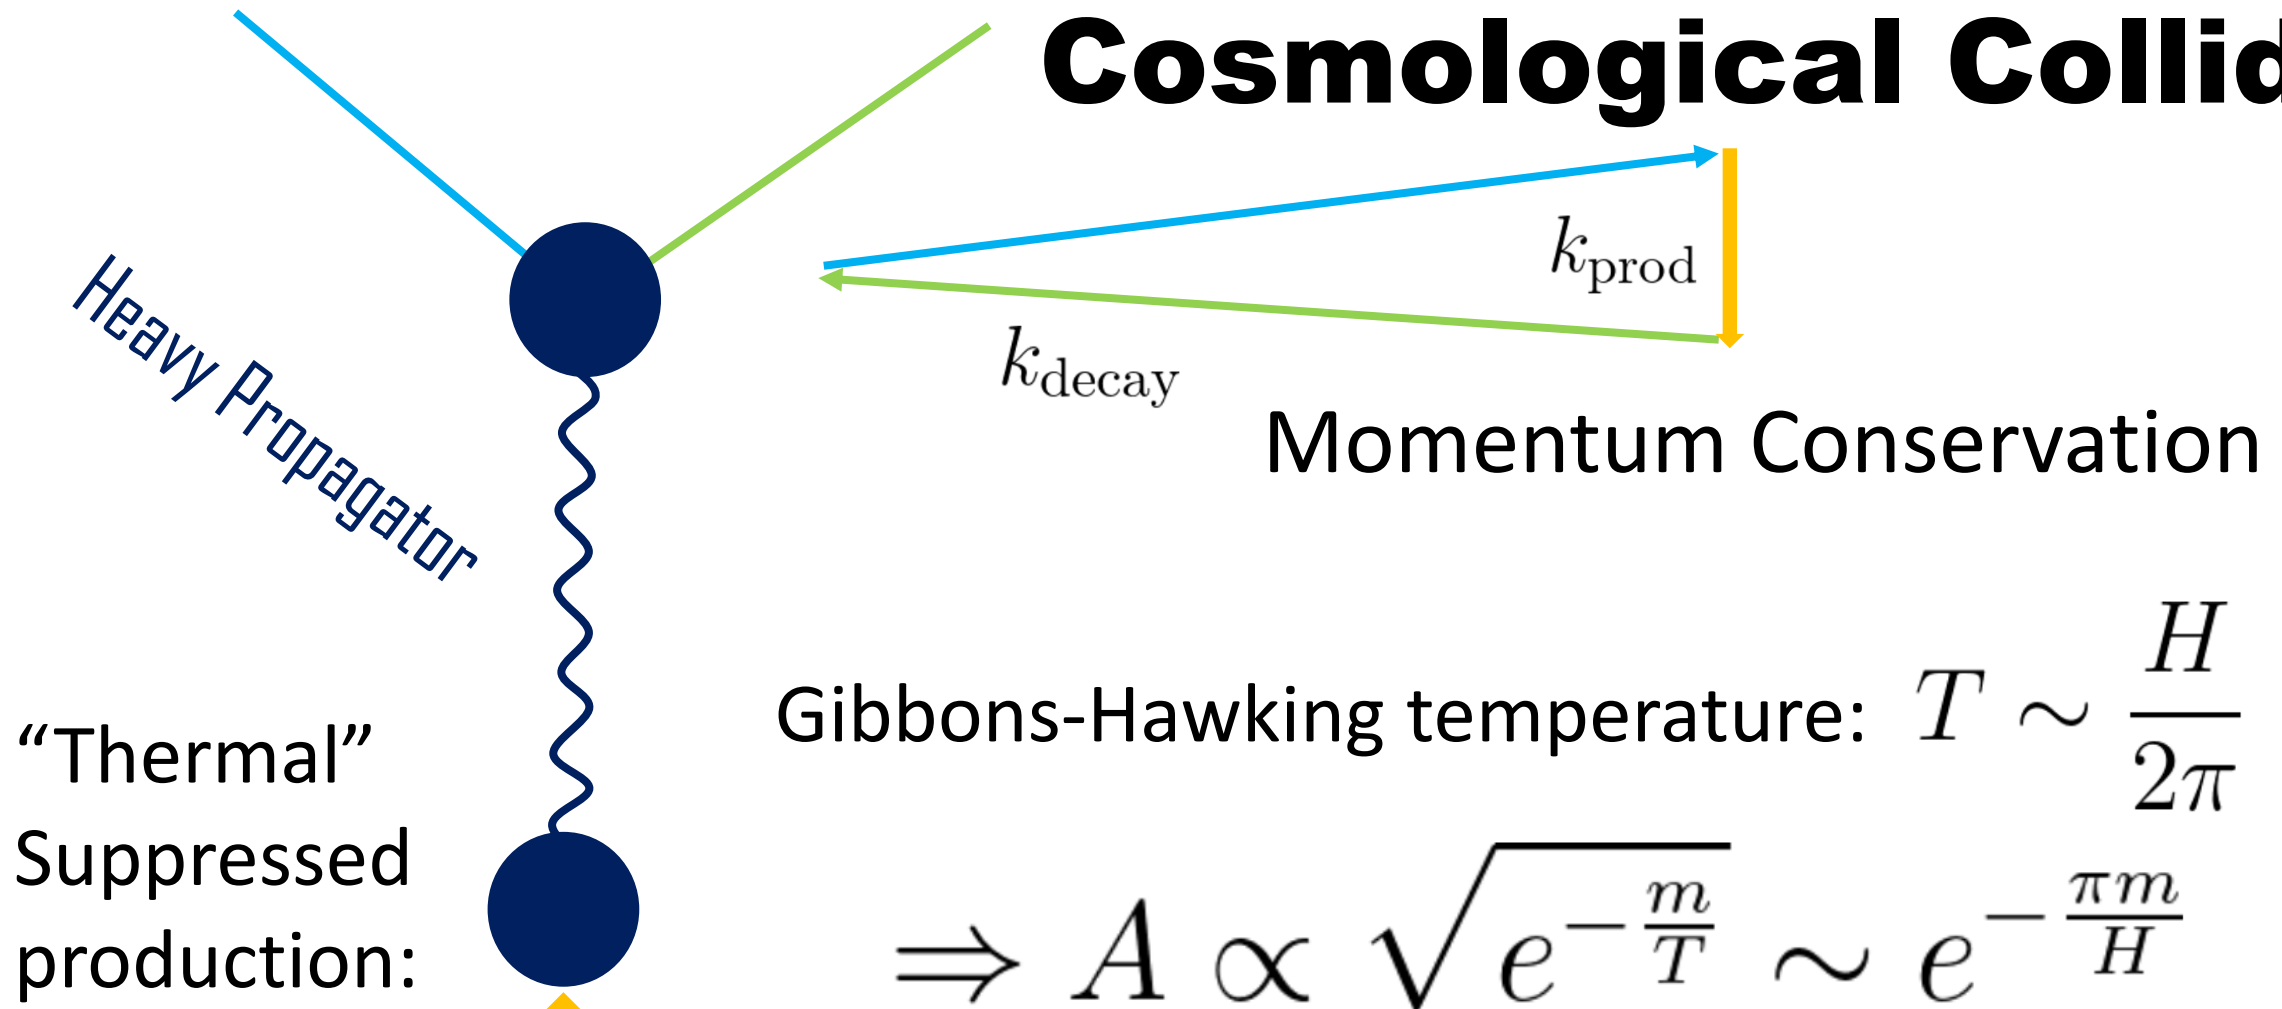 Cosmological Collid
k_prod
k_decay
Momentum Conservation
Heavy Propagator
Gibbons-Hawking temperature: T ∼ H/2π
“Thermal”
Suppressed
production:
⇒ A ∝ √e^{-m/T} ∼ e^{-πm/H}